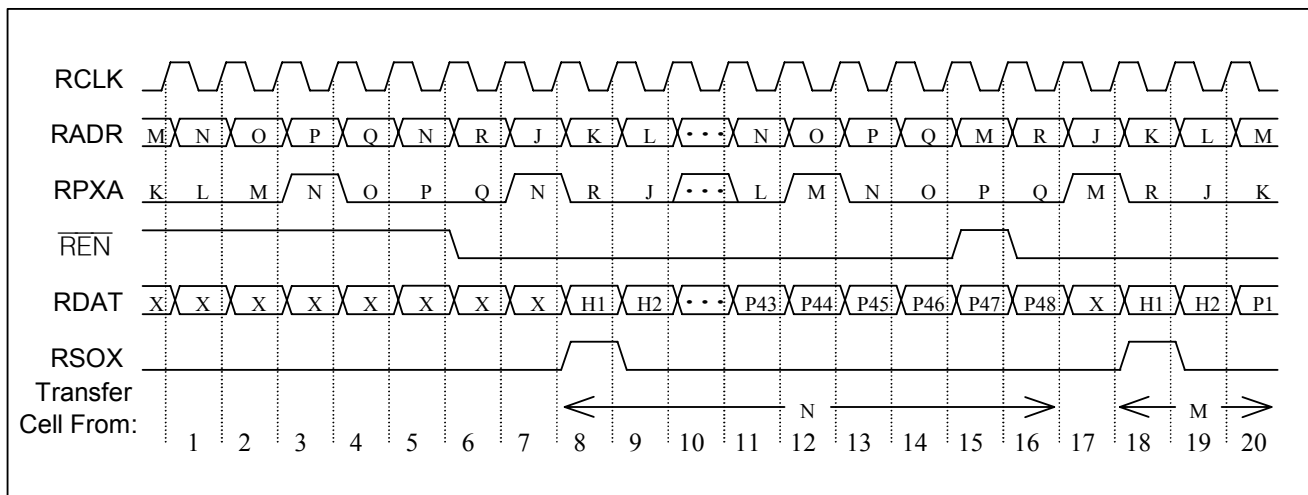 RCLK
RADR M N O P Q N R J K L ··· N O P Q M R J K L M
RPXA K L M N O P Q N R J ··· L M N O P Q M R J K
REN
RDAT X X X X X X X X H1 H2 ··· P43 P44 P45 P46 P47 P48 X H1 H2 P1
RSOX
Transfer
Cell From: N M
1 2 3 4 5 6 7 8 9 10 11 12 13 14 15 16 17 18 19 20